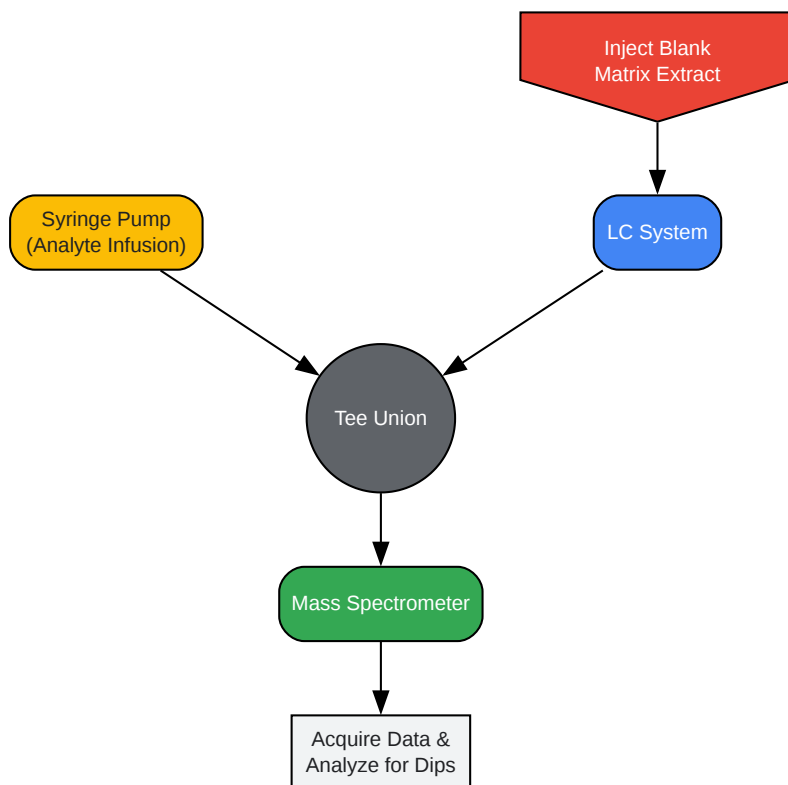 Inject Blank
Matrix Extract
Syringe Pump
(Analyte Infusion)
LC System
Tee Union
Mass Spectrometer
Acquire Data &
Analyze for Dips